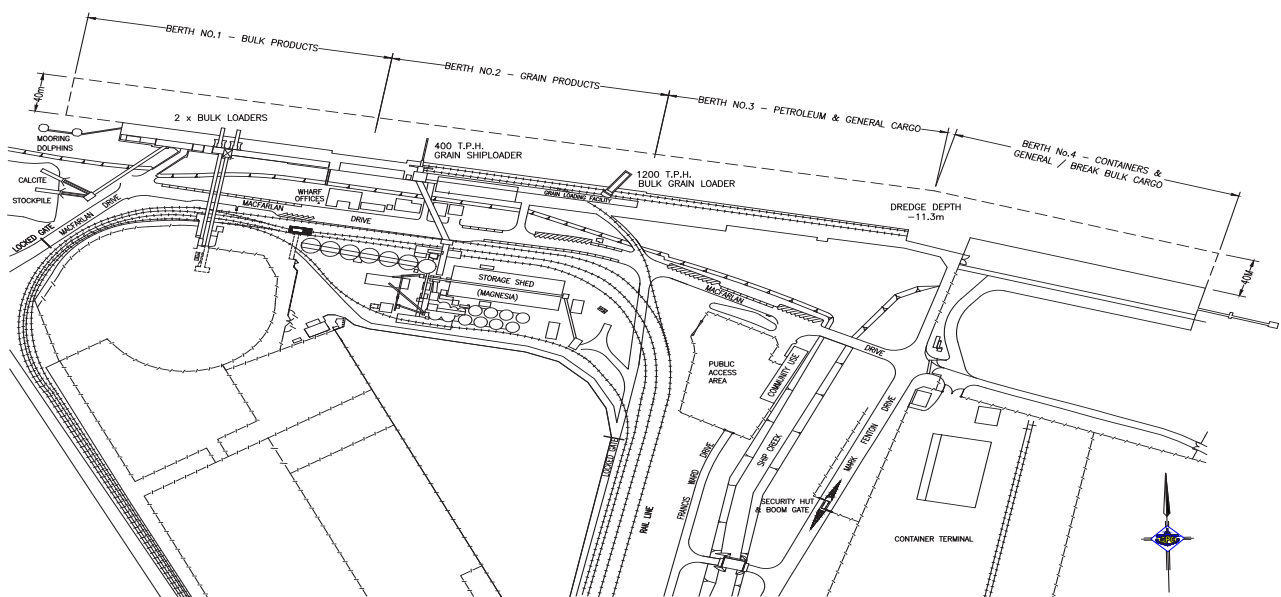 BERTH NO.1 - BULK PRODUCTS
BERTH NO.2 - GRAIN PRODUCTS
BERTH NO.3 - PETROLEUM & GENERAL CARGO
BERTH No.4 - CONTAINERS &
GENERAL / BREAK BULK CARGO
40m
2 x BULK LOADERS
MOORING
DOLPHINS
400 T.P.H.
GRAIN SHIPLOADER
1200 T.P.H.
BULK GRAIN LOADER
CALCITE
STOCKPILE
WHARF
OFFICES
GRAIN LOADING FACILITY
DREDGE DEPTH
-11.3m
LOCKED GATE
MACFARLAN DRIVE
MACFARLAN
DRIVE
40M
STORAGE SHED
(MAGNESIA)
MACFARLAN
DRIVE
PUBLIC
ACCESS
AREA
COMMUNITY USE
LOCKED GATE
RAIL LINE
FRANCIS WARD DRIVE
SHIP CREEK
MARK FENTON DRIVE
SECURITY HUT
& BOOM GATE
CONTAINER TERMINAL